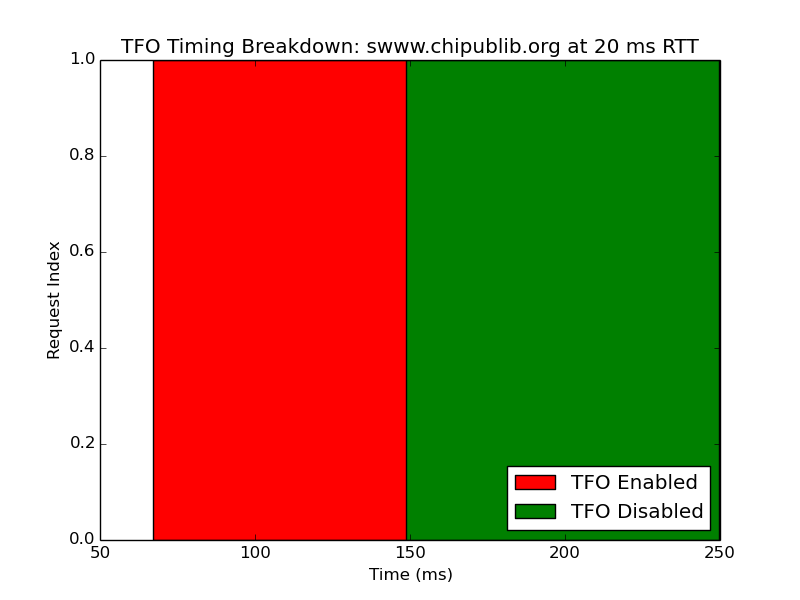 TFO Timing Breakdown: swww.chipublib.org at 20 ms RTT
1.0
0.8
0.6
0.4
0.2
0.0
Request Index
50 100 150 200 250
Time (ms)
TFO Enabled
TFO Disabled